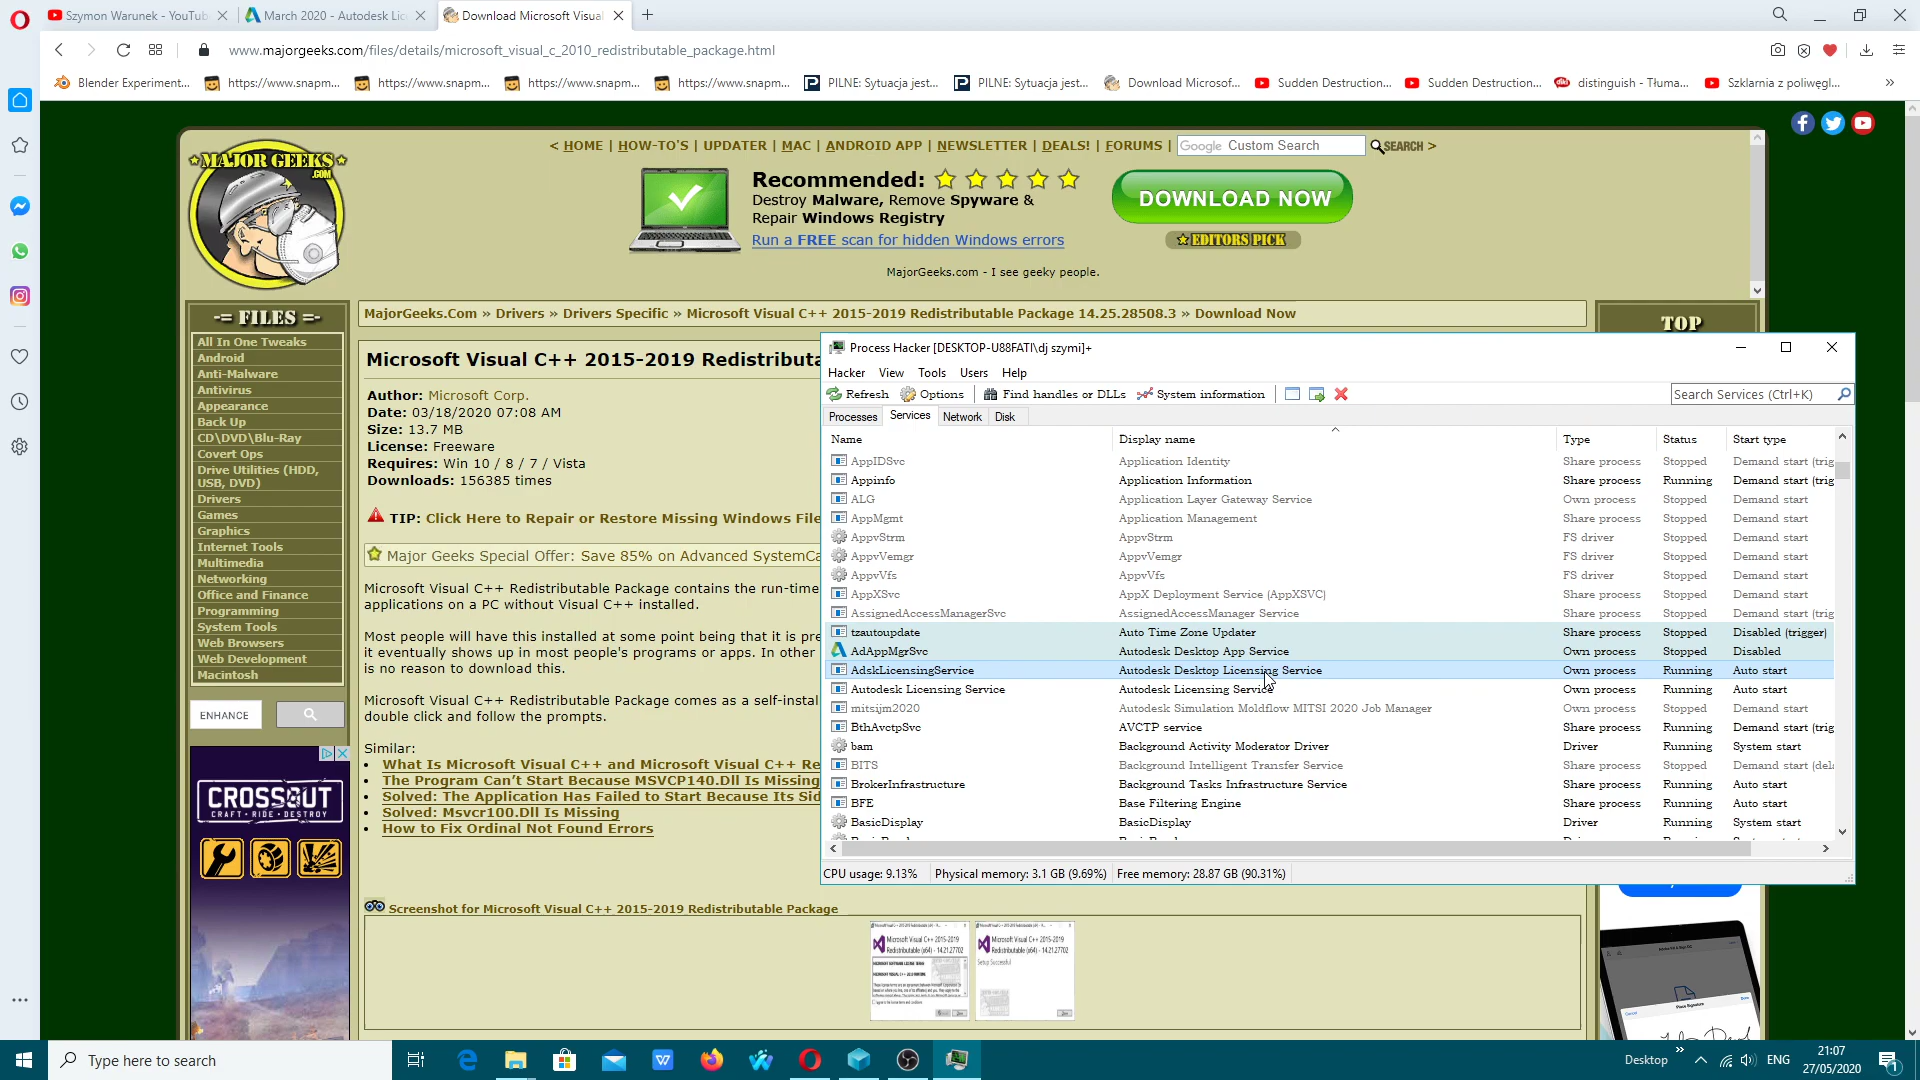 Szymon Warunek - YouTub
March 2020 - Autodesk Lic
Download Microsoft Visual
www.majorgeeks.com/files/details/microsoft_visual_c_2010_redistributable_package.html
Blender Experiment...
https://www.snapm...
https://www.snapm...
https://www.snapm...
https://www.snapm...
PILNE: Sytuacja jest...
PILNE: Sytuacja jest...
Download Microsof...
Sudden Destruction...
Sudden Destruction...
distinguish - Tłuma...
Szklarnia z poliwęgl...
»
MAJOR GEEKS
.COM
< HOME | HOW-TO'S | UPDATER | MAC | ANDROID APP | NEWSLETTER | DEALS! | FORUMS | Google Custom Search SEARCH >
Recommended:
Destroy Malware, Remove Spyware &
Repair Windows Registry
Run a FREE scan for hidden Windows errors
DOWNLOAD NOW
EDITORS PICK
MajorGeeks.com - I see geeky people.
-= FILES =-
All In One Tweaks
Android
Anti-Malware
Antivirus
Appearance
Back Up
CD\DVD\Blu-Ray
Covert Ops
Drive Utilities (HDD,
USB, DVD)
Drivers
Games
Graphics
Internet Tools
Multimedia
Networking
Office and Finance
Programming
System Tools
Web Browsers
Web Development
Macintosh
ENHANCE
CROSSOUT
CRAFT · RIDE · DESTROY
MajorGeeks.Com » Drivers » Drivers Specific » Microsoft Visual C++ 2015-2019 Redistributable Package 14.25.28508.3 » Download Now
TOP
Microsoft Visual C++ 2015-2019 Redistributa
Author: Microsoft Corp.
Date: 03/18/2020 07:08 AM
Size: 13.7 MB
License: Freeware
Requires: Win 10 / 8 / 7 / Vista
Downloads: 156385 times
TIP: Click Here to Repair or Restore Missing Windows File
Major Geeks Special Offer: Save 85% on Advanced SystemCa
Microsoft Visual C++ Redistributable Package contains the run-time
applications on a PC without Visual C++ installed.
Most people will have this installed at some point being that it is pre
it eventually shows up in most people's programs or apps. In other
is no reason to download this.
Microsoft Visual C++ Redistributable Package comes as a self-instal
double click and follow the prompts.
Similar:
• What Is Microsoft Visual C++ and Microsoft Visual C++ Re
• The Program Can't Start Because MSVCP140.Dll Is Missing
• Solved: The Application Has Failed to Start Because Its Sid
• Solved: Msvcr100.Dll Is Missing
• How to Fix Ordinal Not Found Errors
Screenshot for Microsoft Visual C++ 2015-2019 Redistributable Package
Microsoft Visual C++ 2015-2019
Redistributable (x64) - 14.21.27702
Microsoft Visual C++ 2015-2019
Redistributable (x64) - 14.21.27702
Setup Successful
Process Hacker [DESKTOP-U88FATI\dj szymi]+
Hacker View Tools Users Help
Refresh Options Find handles or DLLs System information Search Services (Ctrl+K)
Processes Services Network Disk
Name Display name Type Status Start type
AppIDSvc Application Identity Share process Stopped Demand start (trig
Appinfo Application Information Share process Running Demand start (trig
ALG Application Layer Gateway Service Own process Stopped Demand start
AppMgmt Application Management Share process Stopped Demand start
AppvStrm AppvStrm FS driver Stopped Demand start
AppvVemgr AppvVemgr FS driver Stopped Demand start
AppvVfs AppvVfs FS driver Stopped Demand start
AppXSvc AppX Deployment Service (AppXSVC) Share process Stopped Demand start
AssignedAccessManagerSvc AssignedAccessManager Service Share process Stopped Demand start (trig
tzautoupdate Auto Time Zone Updater Share process Stopped Disabled (trigger)
AdAppMgrSvc Autodesk Desktop App Service Own process Stopped Disabled
AdskLicensingService Autodesk Desktop Licensing Service Own process Running Auto start
Autodesk Licensing Service Autodesk Licensing Service Own process Running Auto start
mitsijm2020 Autodesk Simulation Moldflow MITSI 2020 Job Manager Own process Stopped Demand start
BthAvctpSvc AVCTP service Share process Running Demand start (trig
bam Background Activity Moderator Driver Driver Running System start
BITS Background Intelligent Transfer Service Share process Stopped Demand start (dela
BrokerInfrastructure Background Tasks Infrastructure Service Share process Running Auto start
BFE Base Filtering Engine Share process Running Auto start
BasicDisplay BasicDisplay Driver Running System start
CPU usage: 9.13% Physical memory: 3.1 GB (9.69%) Free memory: 28.87 GB (90.31%)
Type here to search
Desktop » ENG
21:07
27/05/2020
1